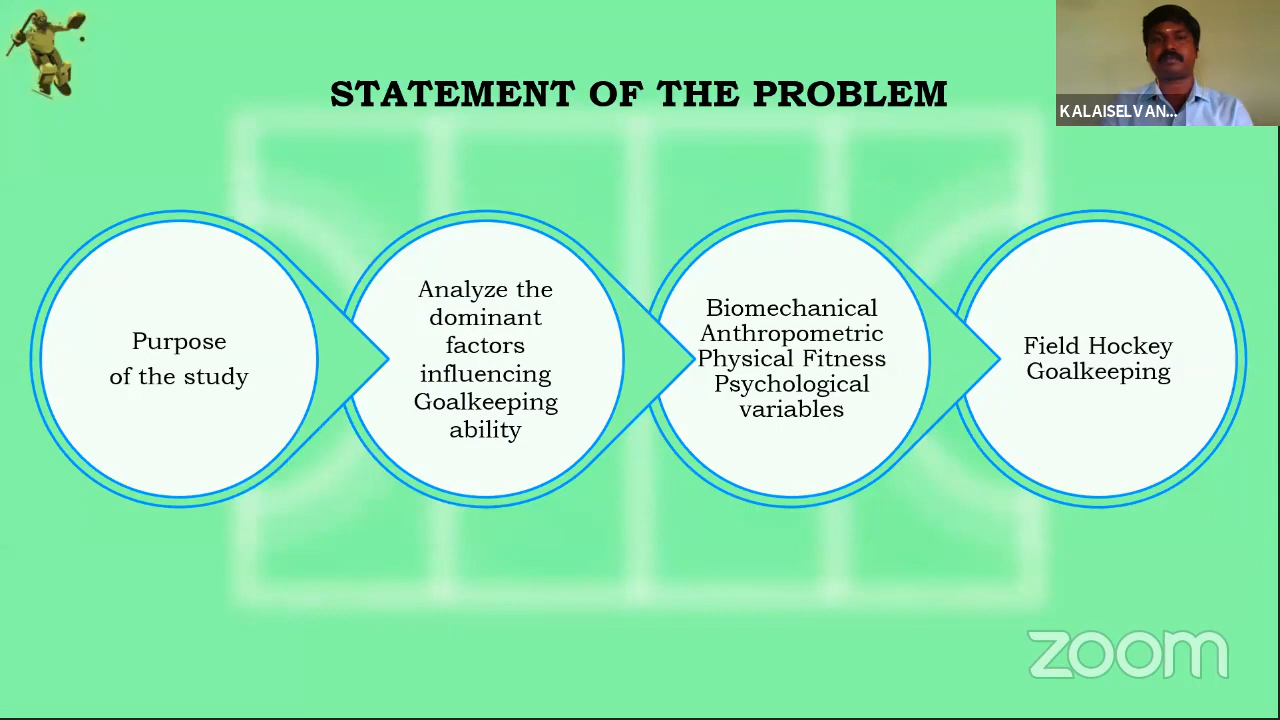 STATEMENT OF THE PROBLEM
KALAISELVAN...
Purpose
of the study
Analyze the
dominant
factors
influencing
Goalkeeping
ability
Biomechanical
Anthropometric
Physical Fitness
Psychological
variables
Field Hockey
Goalkeeping
zoom